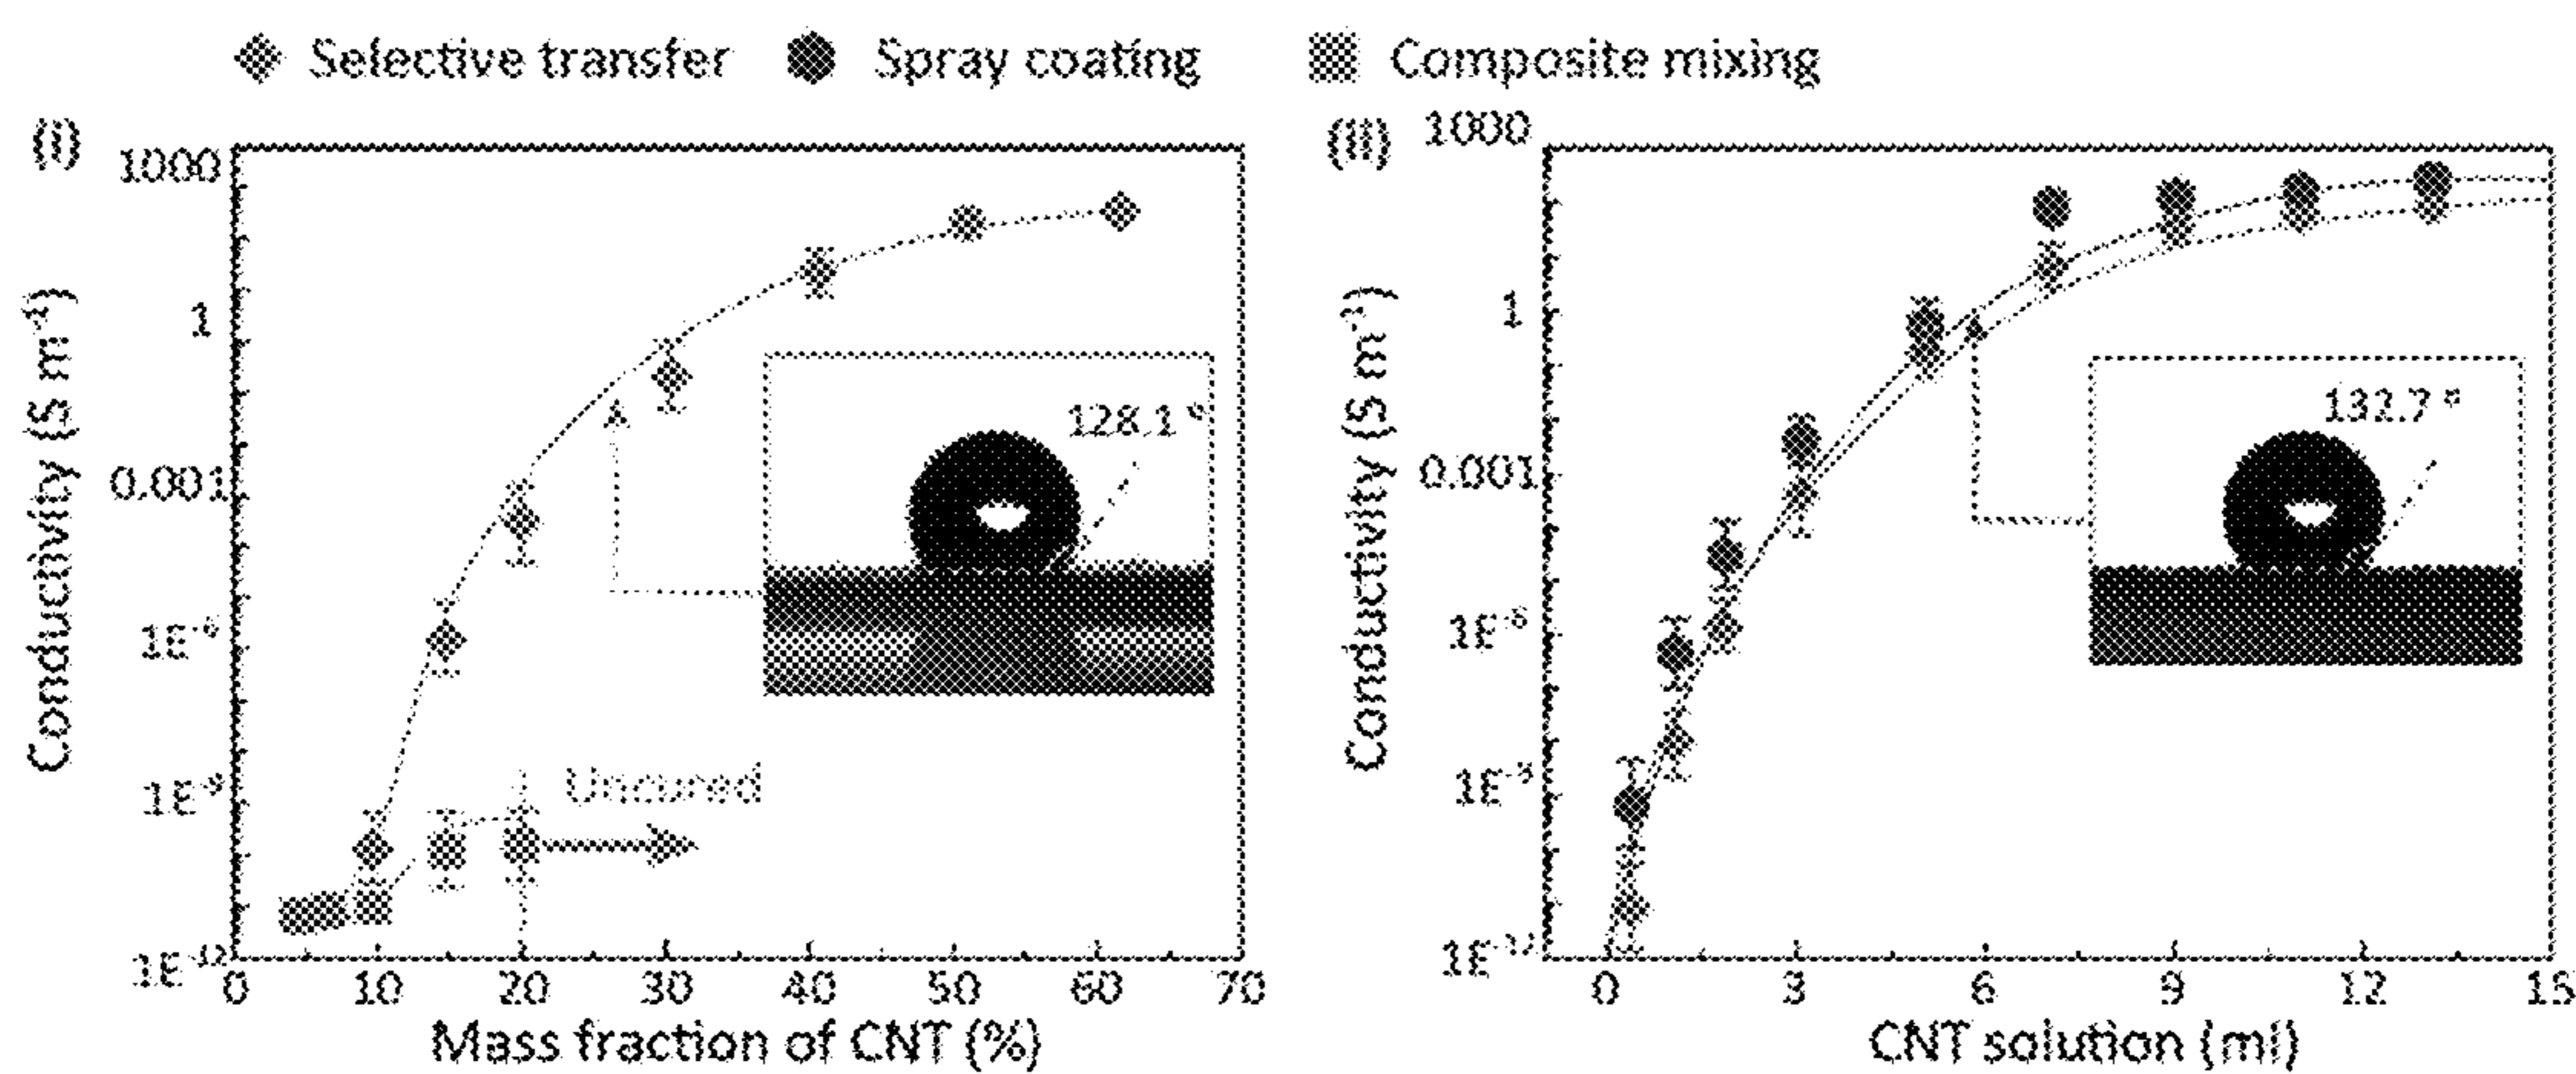 Selective transfer Spray coating Composite mixing
(i)
1000
1
0.001
1E-6
1E-9
1E-12
Conductivity (S m-1)
128.1 °
Uncured
0 10 20 30 40 50 60 70
Mass fraction of CNT (%)
(ii)
1000
1
0.001
1E-6
1E-9
1E-12
Conductivity (S m-1)
132.7 °
0 3 6 9 12 15
CNT solution (ml)